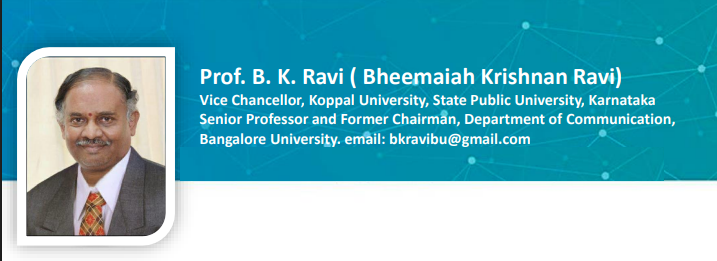 Prof. B. K. Ravi ( Bheemaiah Krishnan Ravi)
Vice Chancellor, Koppal University, State Public University, Karnataka
Senior Professor and Former Chairman, Department of Communication,
Bangalore University. email: bkravibu@gmail.com